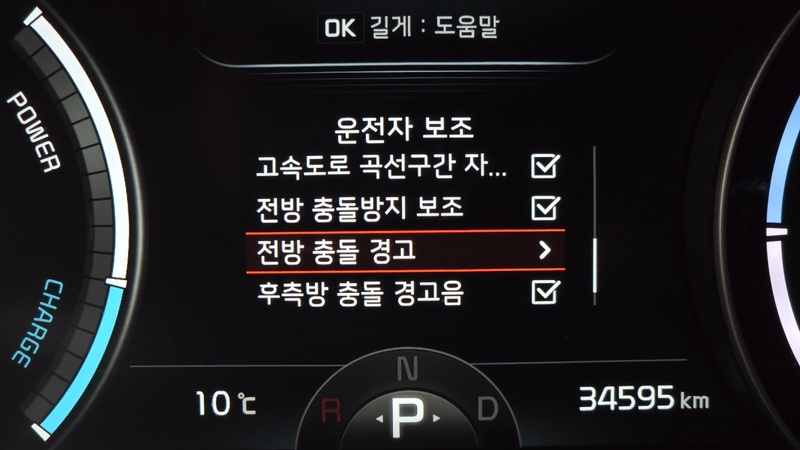 OK 길게 : 도움말
POWER
CHARGE
운전자 보조
고속도로 곡선구간 자...
전방 충돌방지 보조
전방 충돌 경고
후측방 충돌 경고음
N
R P D
10℃
34595 km